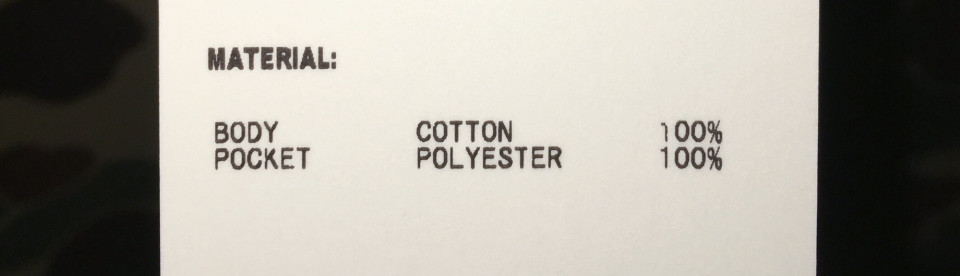 MATERIAL:
BODY COTTON 100%
POCKET POLYESTER 100%